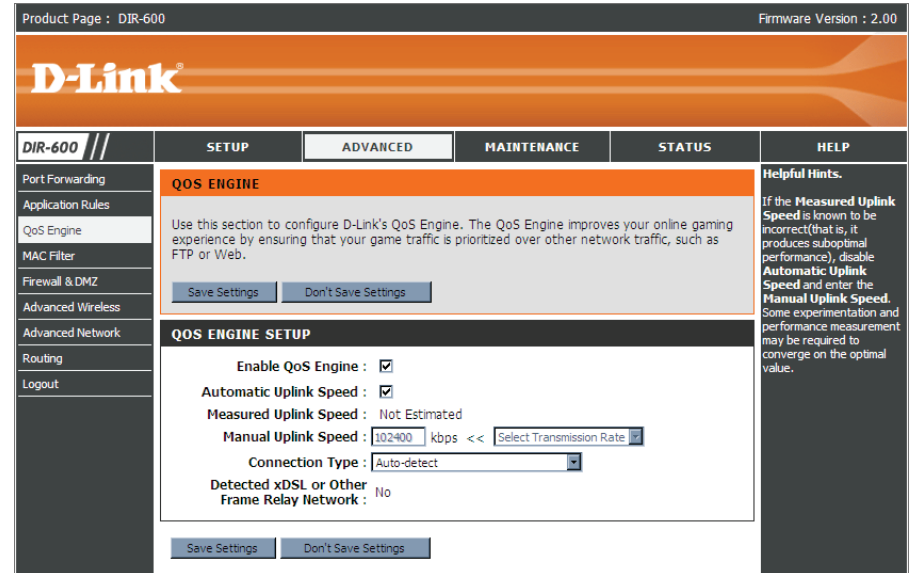 Product Page : DIR-600
Firmware Version : 2.00
D-Link®
DIR-600
SETUP
ADVANCED
MAINTENANCE
STATUS
HELP
Port Forwarding
Application Rules
QoS Engine
MAC Filter
Firewall & DMZ
Advanced Wireless
Advanced Network
Routing
Logout
QOS ENGINE
Use this section to configure D-Link's QoS Engine. The QoS Engine improves your online gaming
experience by ensuring that your game traffic is prioritized over other network traffic, such as
FTP or Web.
Save Settings
Don't Save Settings
QOS ENGINE SETUP
Enable QoS Engine :
Automatic Uplink Speed :
Measured Uplink Speed : Not Estimated
Manual Uplink Speed : 102400 kbps << Select Transmission Rate
Connection Type : Auto-detect
Detected xDSL or Other
Frame Relay Network : No
Save Settings
Don't Save Settings
Helpful Hints.
If the Measured Uplink
Speed is known to be
incorrect(that is, it
produces suboptimal
performance), disable
Automatic Uplink
Speed and enter the
Manual Uplink Speed.
Some experimentation and
performance measurement
may be required to
converge on the optimal
value.